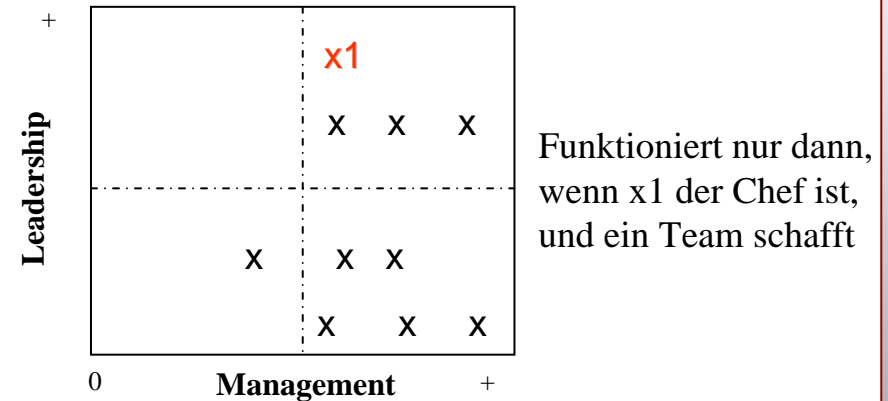 +
x1
x x x
Leadership
Funktioniert nur dann,
wenn x1 der Chef ist,
und ein Team schafft
x x x
x x x
0 Management +